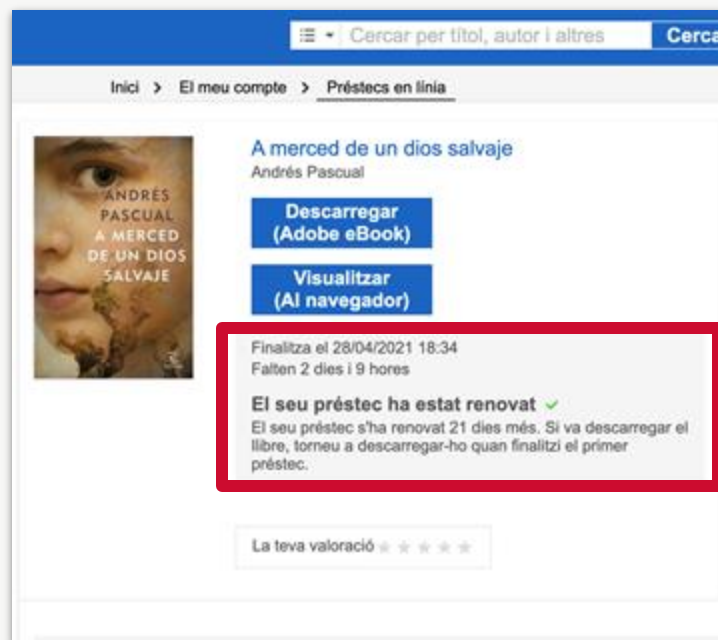 Cercar per títol, autor i altres
Cerca
Inici > El meu compte > Préstecs en línia
A merced de un dios salvaje
Andrés Pascual
ANDRÉS
PASCUAL
A MERCED
DE UN DIOS
SALVAJE
Descarregar
(Adobe eBook)
Visualitzar
(Al navegador)
Finalitza el 28/04/2021 18:34
Falten 2 dies i 9 hores
El seu préstec ha estat renovat
El seu préstec s'ha renovat 21 dies més. Si va descarregar el
llibre, torneu a descarregar-ho quan finalitzi el primer
préstec.
La teva valoració